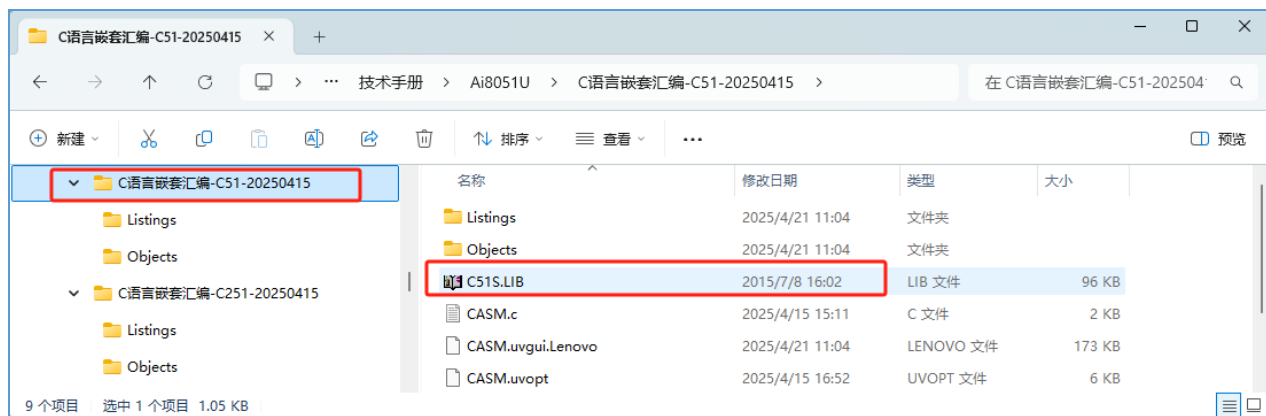 C语言嵌套汇编-C51-20250415
技术手册 > Ai8051U > C语言嵌套汇编-C51-20250415 >
在 C语言嵌套汇编-C51-202504
新建 排序 查看 ··· 预览
C语言嵌套汇编-C51-20250415
Listings
Objects
C语言嵌套汇编-C251-20250415
Listings
Objects
名称 修改日期 类型 大小
Listings 2025/4/21 11:04 文件夹
Objects 2025/4/21 11:04 文件夹
C51S.LIB 2015/7/8 16:02 LIB 文件 96 KB
CASM.c 2025/4/15 15:11 C 文件 2 KB
CASM.uvgui.Lenovo 2025/4/21 11:04 LENOVO 文件 173 KB
CASM.uvopt 2025/4/15 16:52 UVOPT 文件 6 KB
9 个项目 选中 1 个项目 1.05 KB